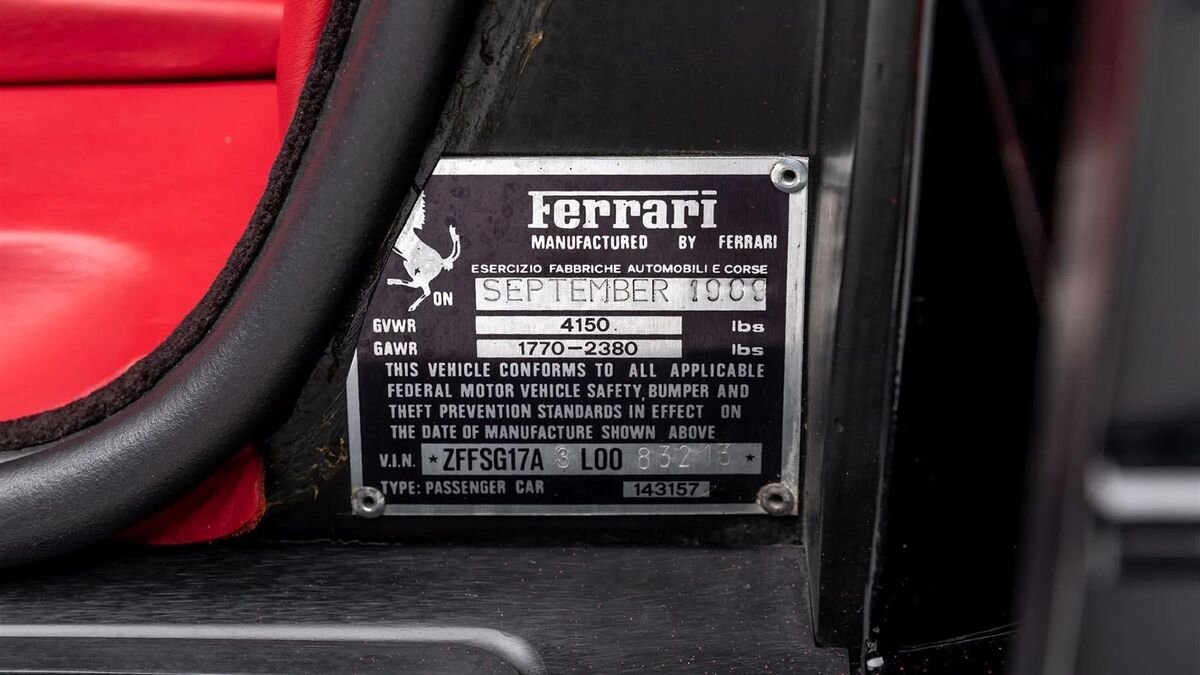 Ferrari
MANUFACTURED BY FERRARI
ESERCIZIO FABBRICHE AUTOMOBILI E CORSE
ON SEPTEMBER 1989
GVWR 4150 lbs
GAWR 1770-2380 lbs
THIS VEHICLE CONFORMS TO ALL APPLICABLE
FEDERAL MOTOR VEHICLE SAFETY, BUMPER AND
THEFT PREVENTION STANDARDS IN EFFECT ON
THE DATE OF MANUFACTURE SHOWN ABOVE
V.I.N. *ZFFSG17A 3 L00 83213 *
TYPE: PASSENGER CAR 143157